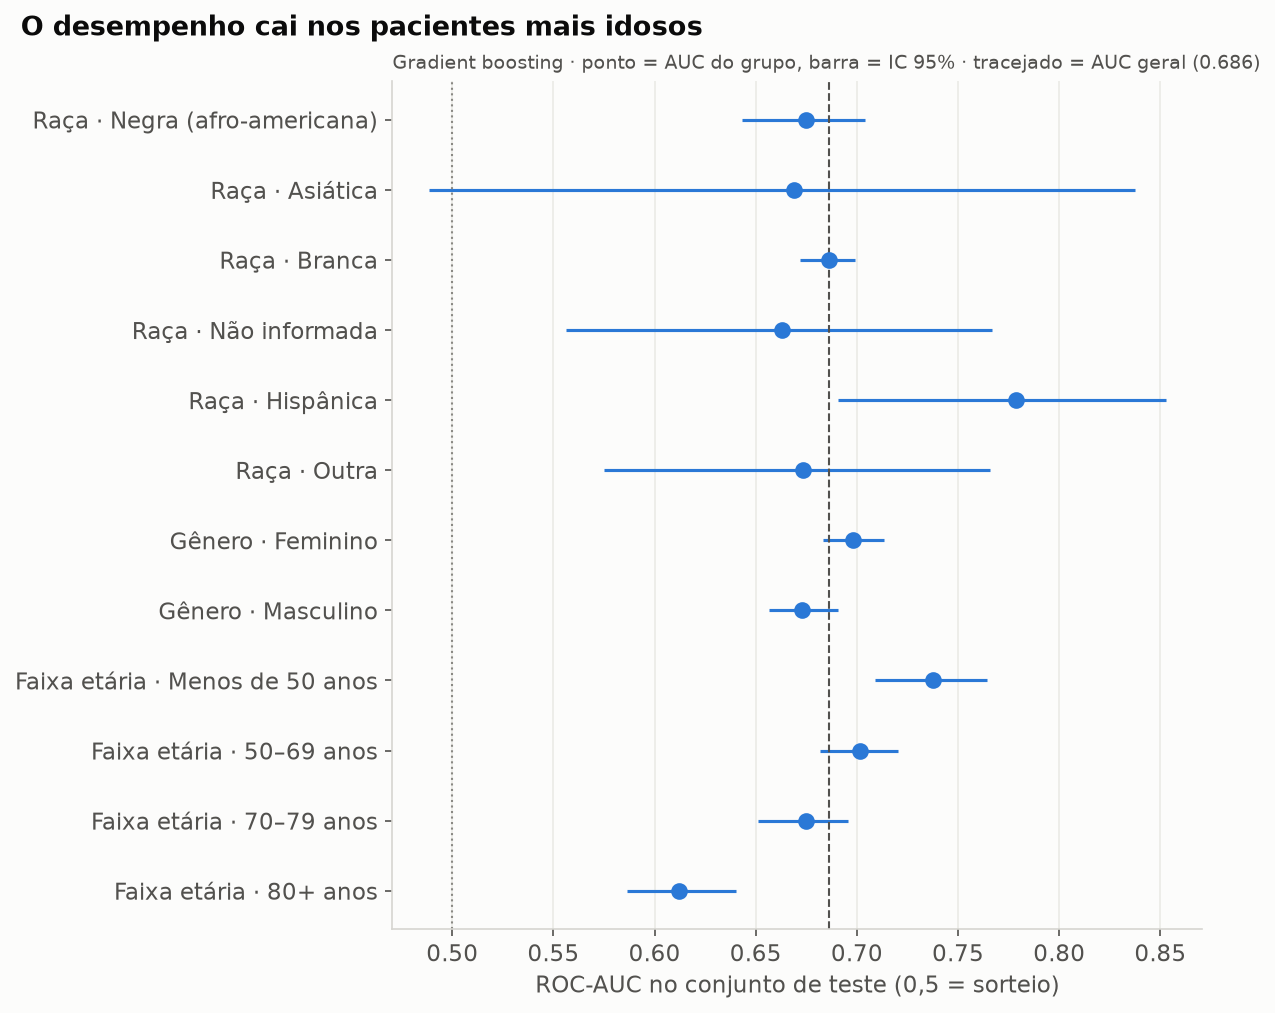 O desempenho cai nos pacientes mais idosos
Gradient boosting · ponto = AUC do grupo, barra = IC 95% · tracejado = AUC geral (0.686)
Raça · Negra (afro-americana)
Raça · Asiática
Raça · Branca
Raça · Não informada
Raça · Hispânica
Raça · Outra
Gênero · Feminino
Gênero · Masculino
Faixa etária · Menos de 50 anos
Faixa etária · 50–69 anos
Faixa etária · 70–79 anos
Faixa etária · 80+ anos
0.50 0.55 0.60 0.65 0.70 0.75 0.80 0.85
ROC-AUC no conjunto de teste (0,5 = sorteio)